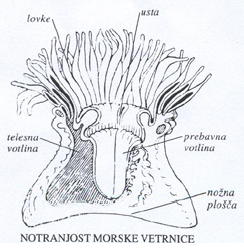 lovke
usta
telesna
votlina
prebavna
votlina
nožna
plošča
NOTRANJOST MORSKE VETRNICE